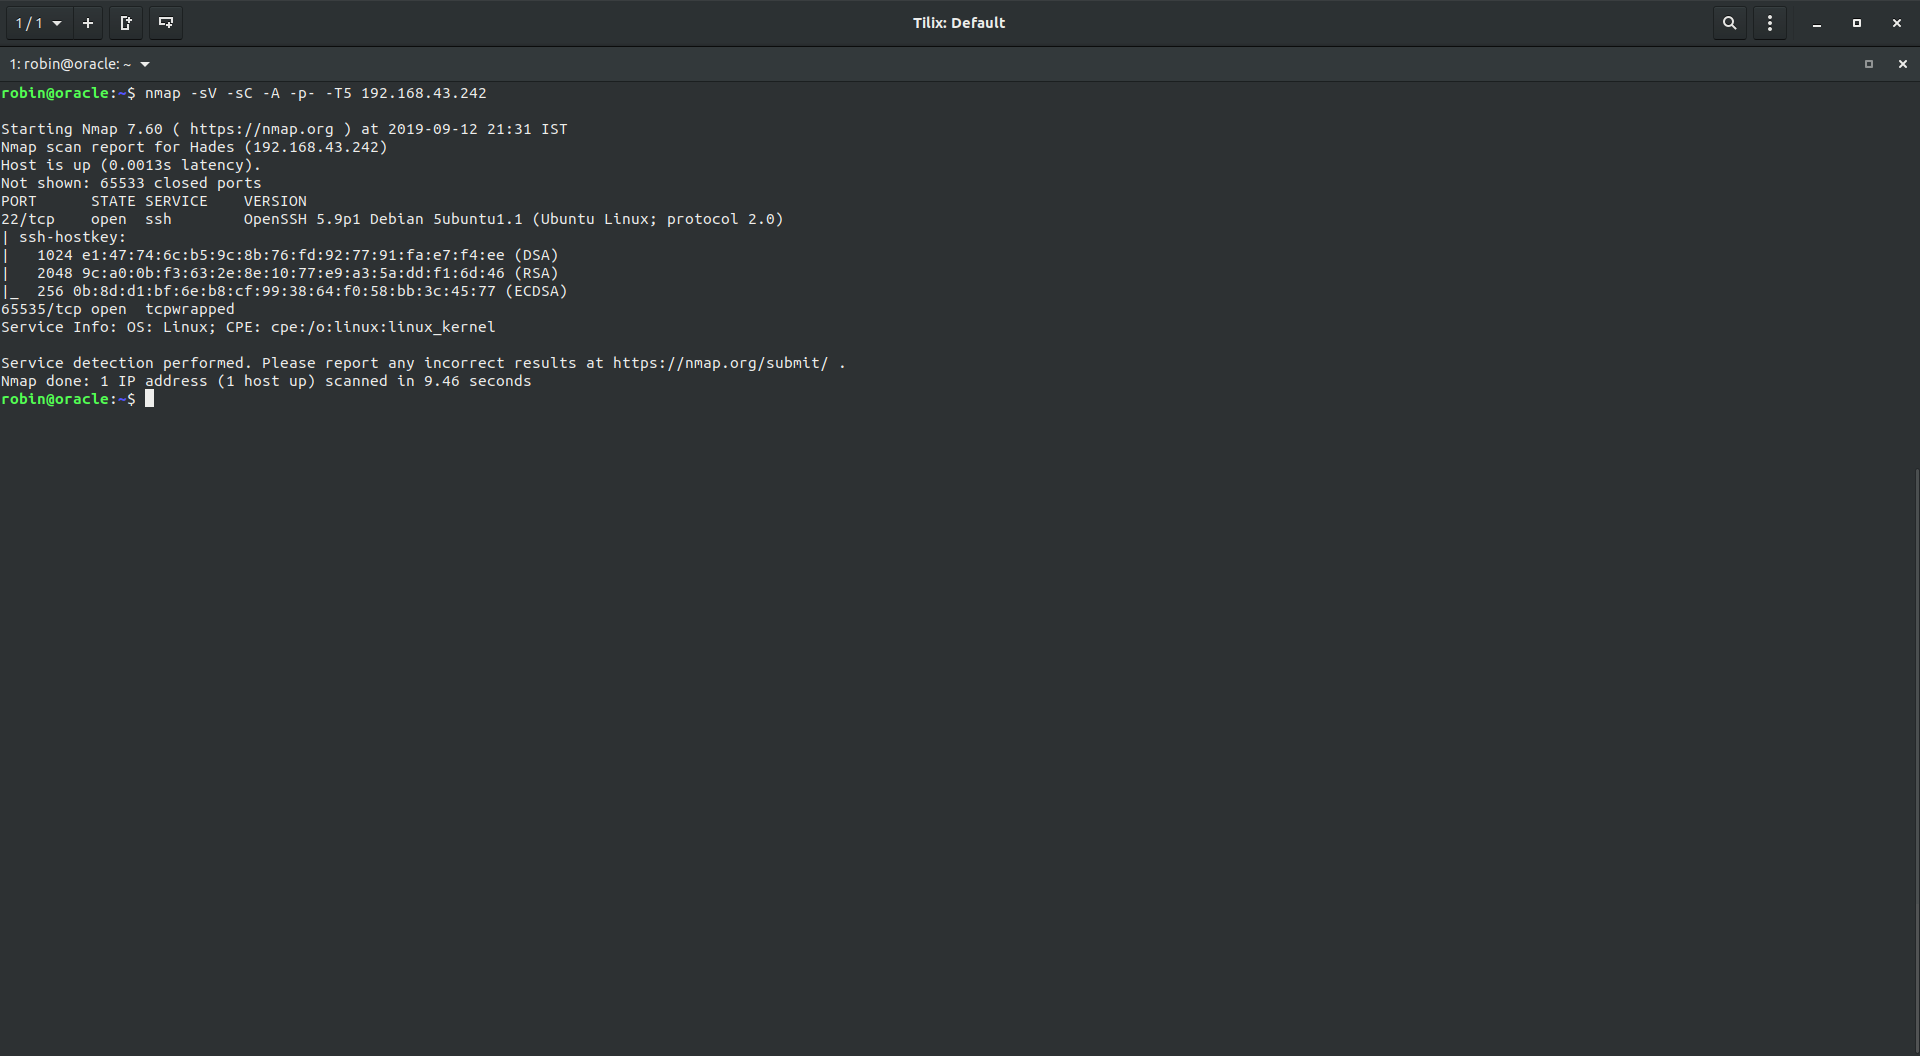 1 / 1
Tilix: Default
1: robin@oracle: ~
robin@oracle:~$ nmap -sV -sC -A -p- -T5 192.168.43.242
Starting Nmap 7.60 ( https://nmap.org ) at 2019-09-12 21:31 IST
Nmap scan report for Hades (192.168.43.242)
Host is up (0.0013s latency).
Not shown: 65533 closed ports
PORT      STATE SERVICE    VERSION
22/tcp    open  ssh        OpenSSH 5.9p1 Debian 5ubuntu1.1 (Ubuntu Linux; protocol 2.0)
| ssh-hostkey:
|   1024 e1:47:74:6c:b5:9c:8b:76:fd:92:77:91:fa:e7:f4:ee (DSA)
|   2048 9c:a0:0b:f3:63:2e:8e:10:77:e9:a3:5a:dd:f1:6d:46 (RSA)
|_  256 0b:8d:d1:bf:6e:b8:cf:99:38:64:f0:58:bb:3c:45:77 (ECDSA)
65535/tcp open  tcpwrapped
Service Info: OS: Linux; CPE: cpe:/o:linux:linux_kernel
Service detection performed. Please report any incorrect results at https://nmap.org/submit/ .
Nmap done: 1 IP address (1 host up) scanned in 9.46 seconds
robin@oracle:~$